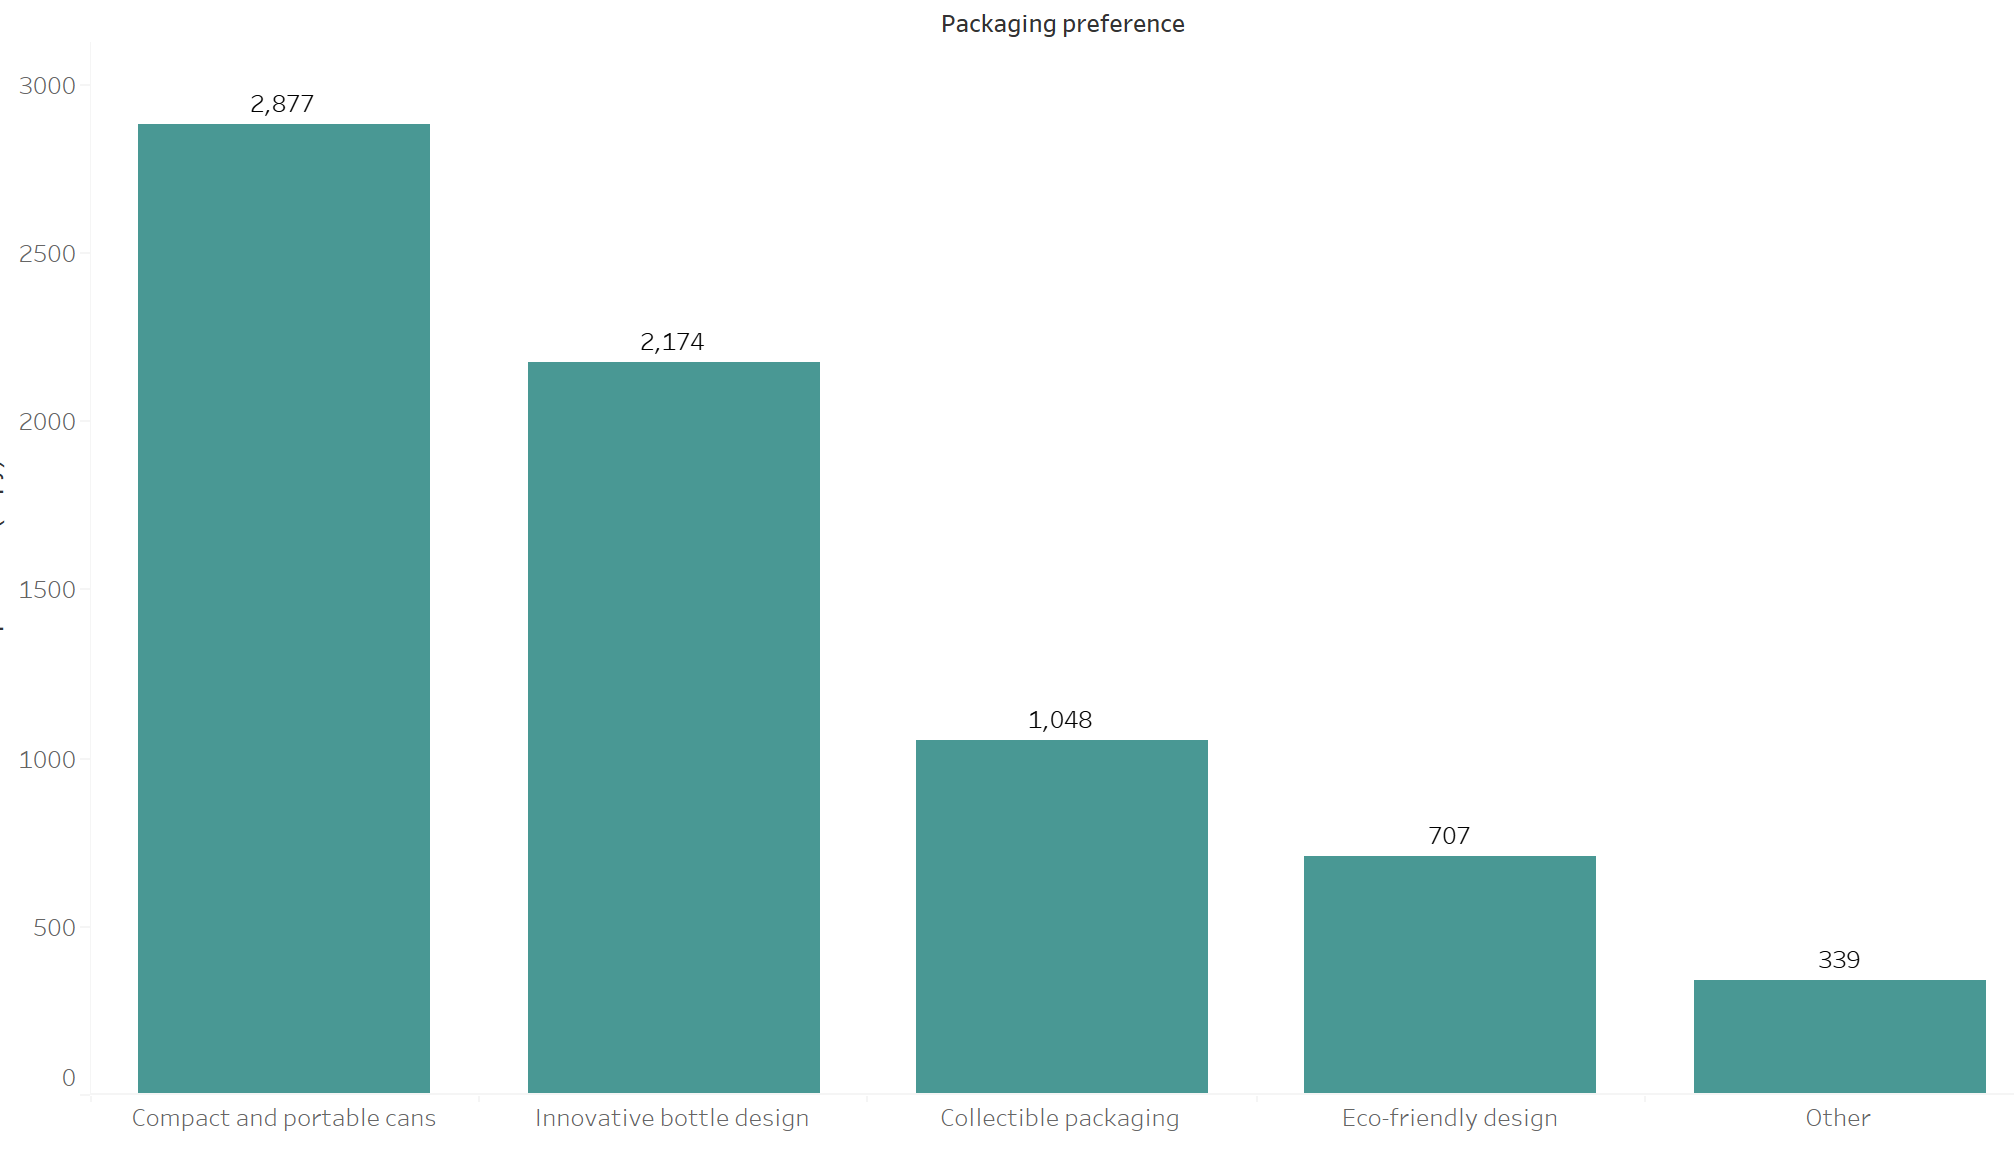 Packaging preference
3000
2500
2000
1500
1000
500
0
2,877
2,174
1,048
707
339
Compact and portable cans
Innovative bottle design
Collectible packaging
Eco-friendly design
Other